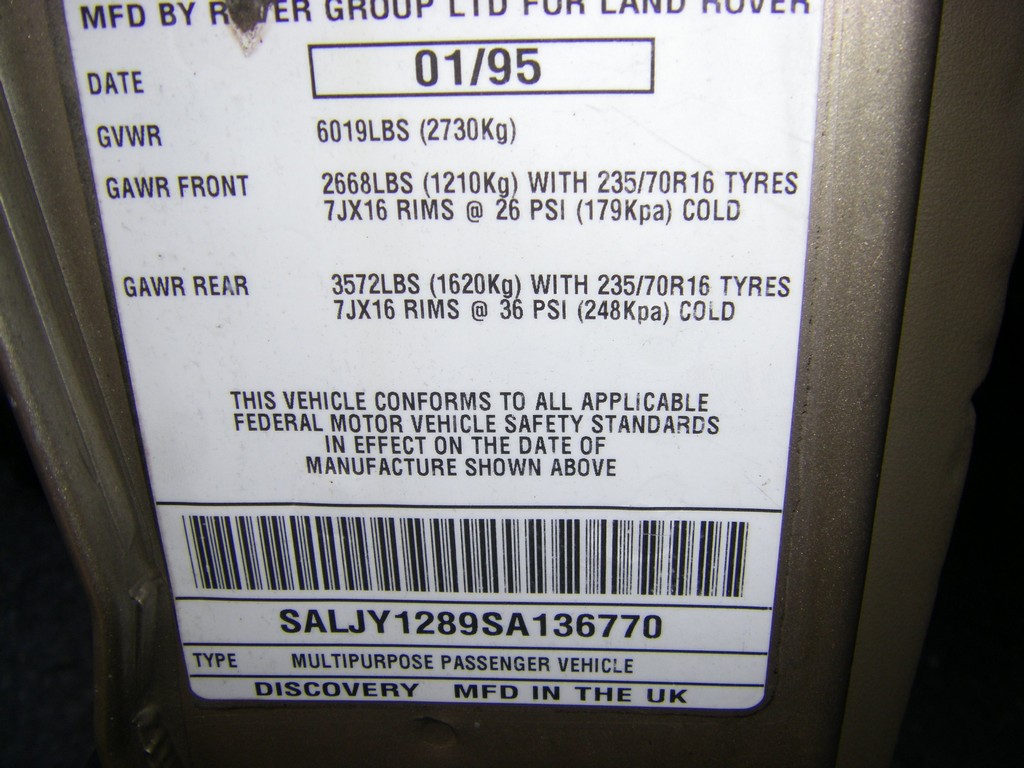 MFD BY ROVER GROUP LTD FOR LAND ROVER
DATE 01/95
GVWR 6019LBS (2730Kg)
GAWR FRONT 2668LBS (1210Kg) WITH 235/70R16 TYRES
7JX16 RIMS @ 26 PSI (179Kpa) COLD
GAWR REAR 3572LBS (1620Kg) WITH 235/70R16 TYRES
7JX16 RIMS @ 36 PSI (248Kpa) COLD
THIS VEHICLE CONFORMS TO ALL APPLICABLE
FEDERAL MOTOR VEHICLE SAFETY STANDARDS
IN EFFECT ON THE DATE OF
MANUFACTURE SHOWN ABOVE
SALJY1289SA136770
TYPE MULTIPURPOSE PASSENGER VEHICLE
DISCOVERY MFD IN THE UK